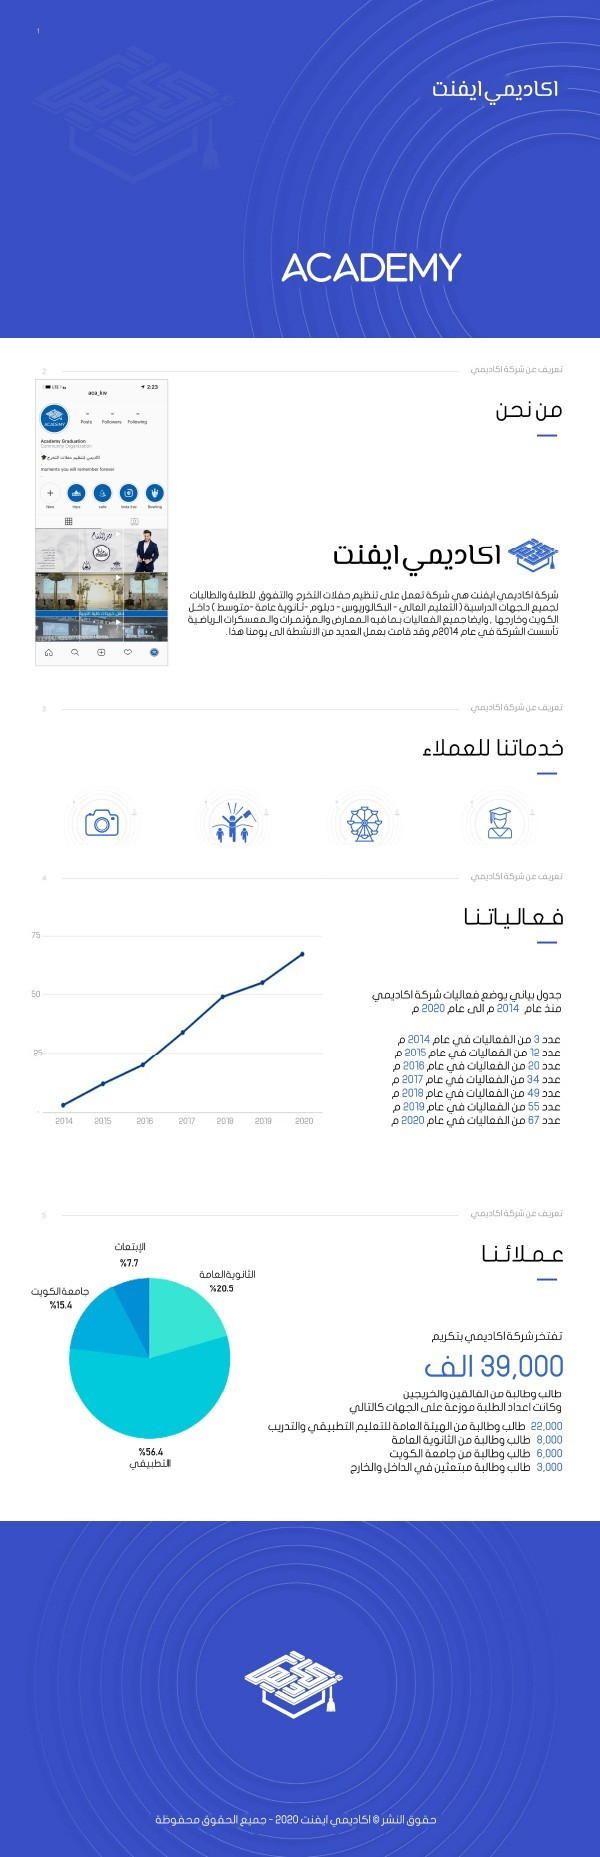 1
اكاديمي ايفنت
ACADEMY
تعريف عن شركة اكاديمي
2
من نحن
LTE
2:23
aca_kw
ACADEMY
Posts
Followers
Following
Academy Graduation
Community Organization
اكاديمي لتنظيم حفلات التخرج
moments you will remember forever
New
trips
cafe
Insta live
Bowling
اكاديمي ايفنت
شركة اكاديمي ايفنت هي شركة تعمل على تنظيم حفلات التخرج والتفوق للطلبة والطالبات
لجميع الجهات الدراسية ( التعليم العالي - البكالوريوس - دبلوم -ثانوية عامة -متوسط ) داخل
الكويت وخارجها , وايضا جميع الفعاليات بما فيه المعارض والمؤتمرات والمعسكرات الرياضية
تأسست الشركة في عام 2014م وقد قامت بعمل العديد من الانشطة الى يومنا هذا .
تعريف عن شركة اكاديمي
3
خدماتنا للعملاء
تعريف عن شركة اكاديمي
4
فعالياتنا
75
50
25
2014 2015 2016 2017 2018 2019 2020
جدول بياني يوضع فعاليات شركة اكاديمي
منذ عام 2014 م الى عام 2020 م
عدد 3 من الفعاليات في عام 2014 م
عدد 12 من الفعاليات في عام 2015 م
عدد 20 من الفعاليات في عام 2016 م
عدد 34 من الفعاليات في عام 2017 م
عدد 49 من الفعاليات في عام 2018 م
عدد 55 من الفعاليات في عام 2019 م
عدد 67 من الفعاليات في عام 2020 م
تعريف عن شركة اكاديمي
5
عملائنا
الإبتعاث
%7.7
الثانوية العامة
%20.5
جامعة الكويت
%15.4
%56.4
التطبيقي
تفتخر شركة اكاديمي بتكريم
39,000 الف
طالب وطالبة من الفائقين والخريجين
وكانت اعداد الطلبة موزعة على الجهات كالتالي
22,000 طالب وطالبة من الهيئة العامة للتعليم التطبيقي والتدريب
8,000 طالب وطالبة من الثانوية العامة
6,000 طالب وطالبة من جامعة الكويت
3,000 طالب وطالبة مبتعثين في الداخل والخارج
حقوق النشر © اكاديمي ايفنت 2020 - جميع الحقوق محفوظة